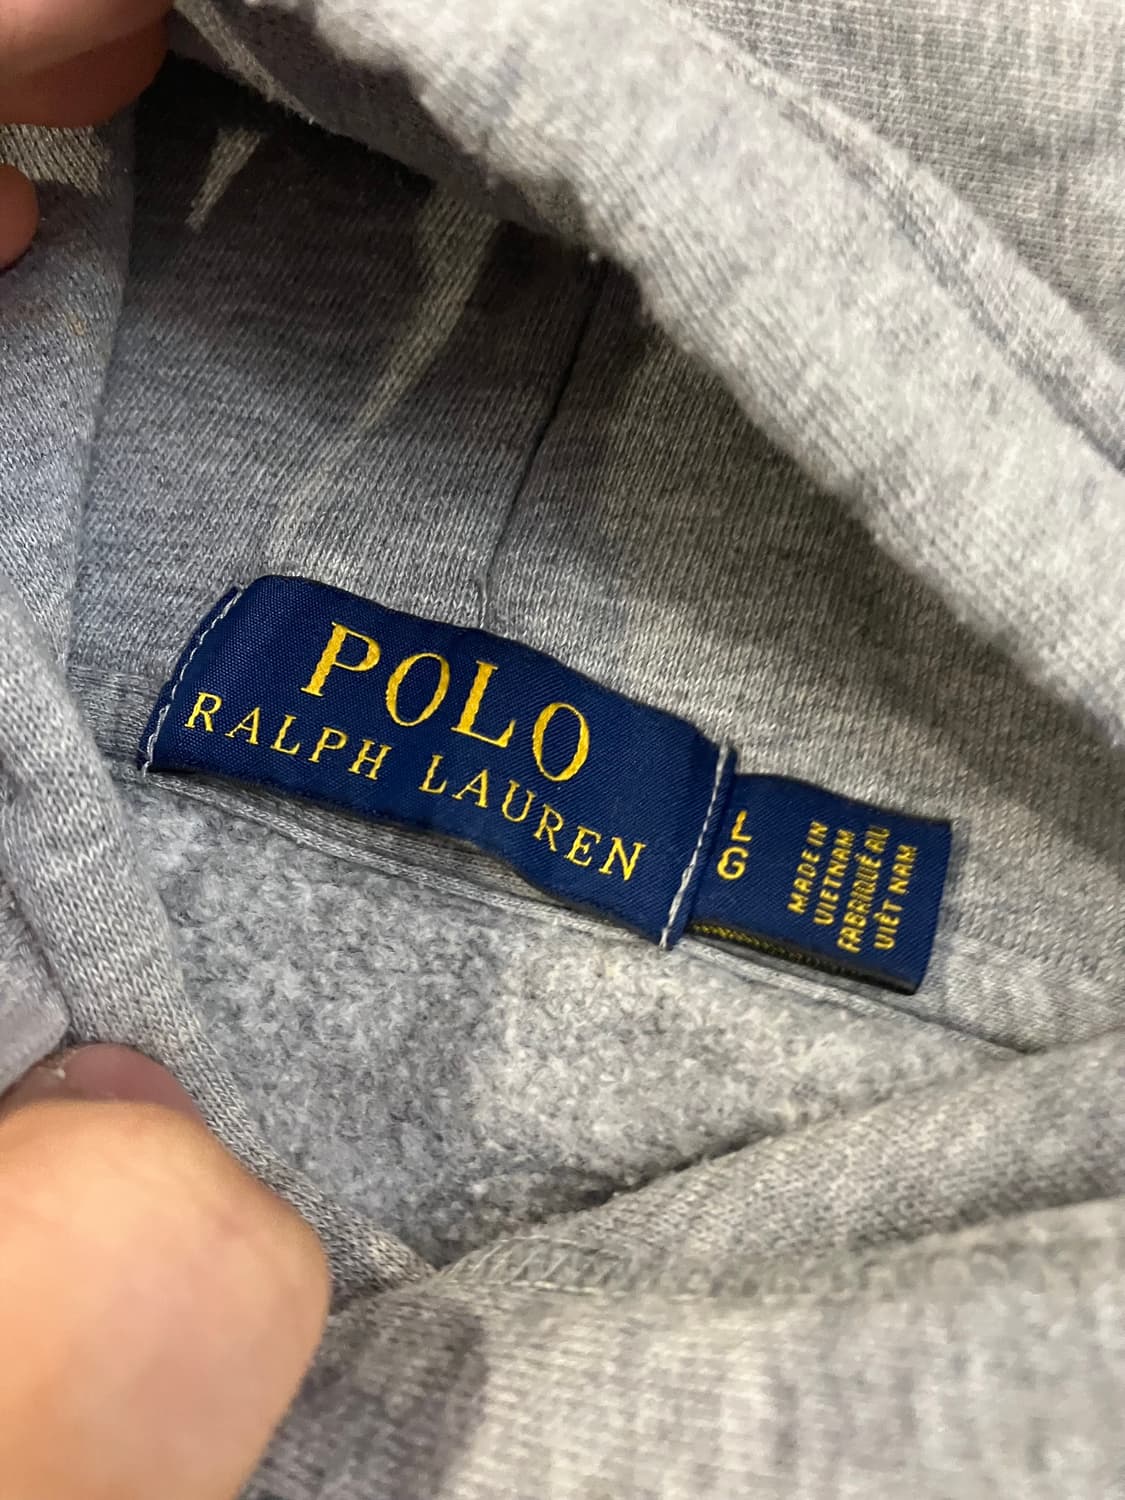 POLO
RALPH LAUREN
L
G
MADE IN
VIETNAM
FABRIQUÉ AU
VIÊT NAM